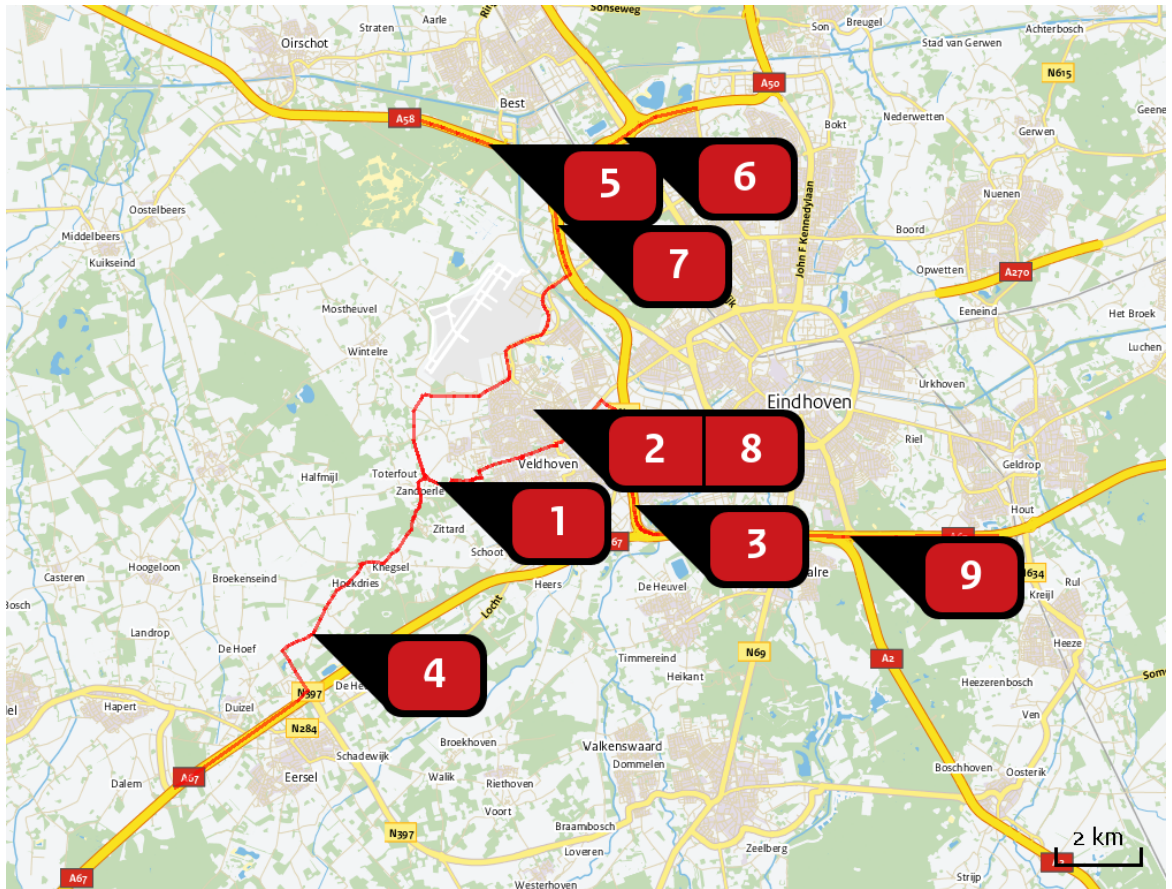 Straten
Aarle
Sonseweg
Son
Breugel
Achterbosch
Oirschot
Stad van Gerwen
N615
A50
Best
A58
Nederwetten
Bokt
Gerwen
5
6
Nuenen
Oostelbeers
Middelbeers
Kuikseind
John F Kennedylaan
Boord
Opwetten
A270
7
Mostheuvel
Eeneind
Het Broek
Wintelre
Luchen
Urkhoven
Eindhoven
Riel
2
8
Halfmijl
Toterfout
Veldhoven
Geldrop
Zandoerle
Hout
1
Zittard
3
Schoot
Knegsel
Hoogeloon
Casteren
Broekenseind
Hoekdries
Heers
De Heuvel
9
N634
Rul
Kreijl
Locht
Landrop
De Hoef
Heeze
4
Timmereind
N69
A2
Heikant
Heezerenbosch
N397
Hapert
Duizel
N284
Ven
Broekhoven
Walkenswaard
Schadewijk
Dommelen
A67
Eersel
Walik
Riethoven
Boschhoven
Oosterik
Dalem
Voort
N397
Braambosch
Loveren
Zeelberg
2 km
A67
Strijp
Westerhoven